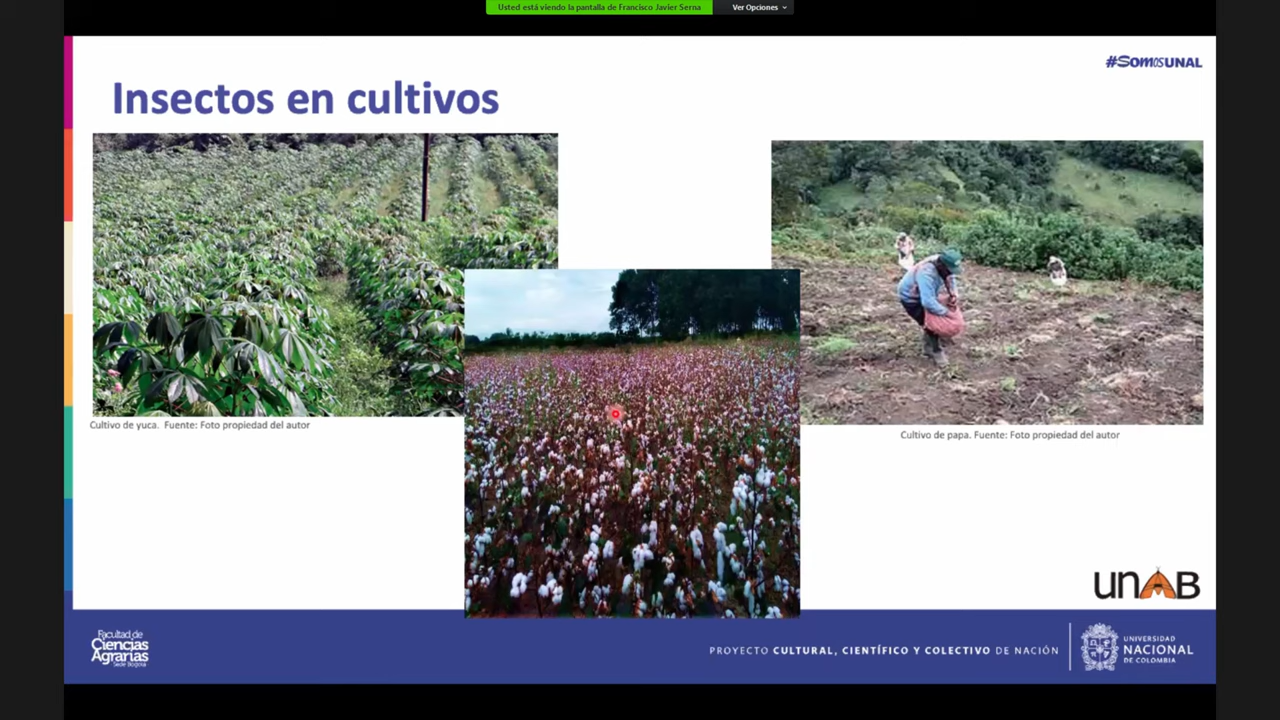 Usted está viendo la pantalla de Francisco Javier Serna
Ver Opciones
#SomosUNAL
Insectos en cultivos
Cultivo de yuca. Fuente: Foto propiedad del autor
Cultivo de papa. Fuente: Foto propiedad del autor
UNAB
Facultad de
Ciencias
Agrarias
Sede Bogotá
PROYECTO CULTURAL, CIENTÍFICO Y COLECTIVO DE NACIÓN
UNIVERSIDAD
NACIONAL
DE COLOMBIA